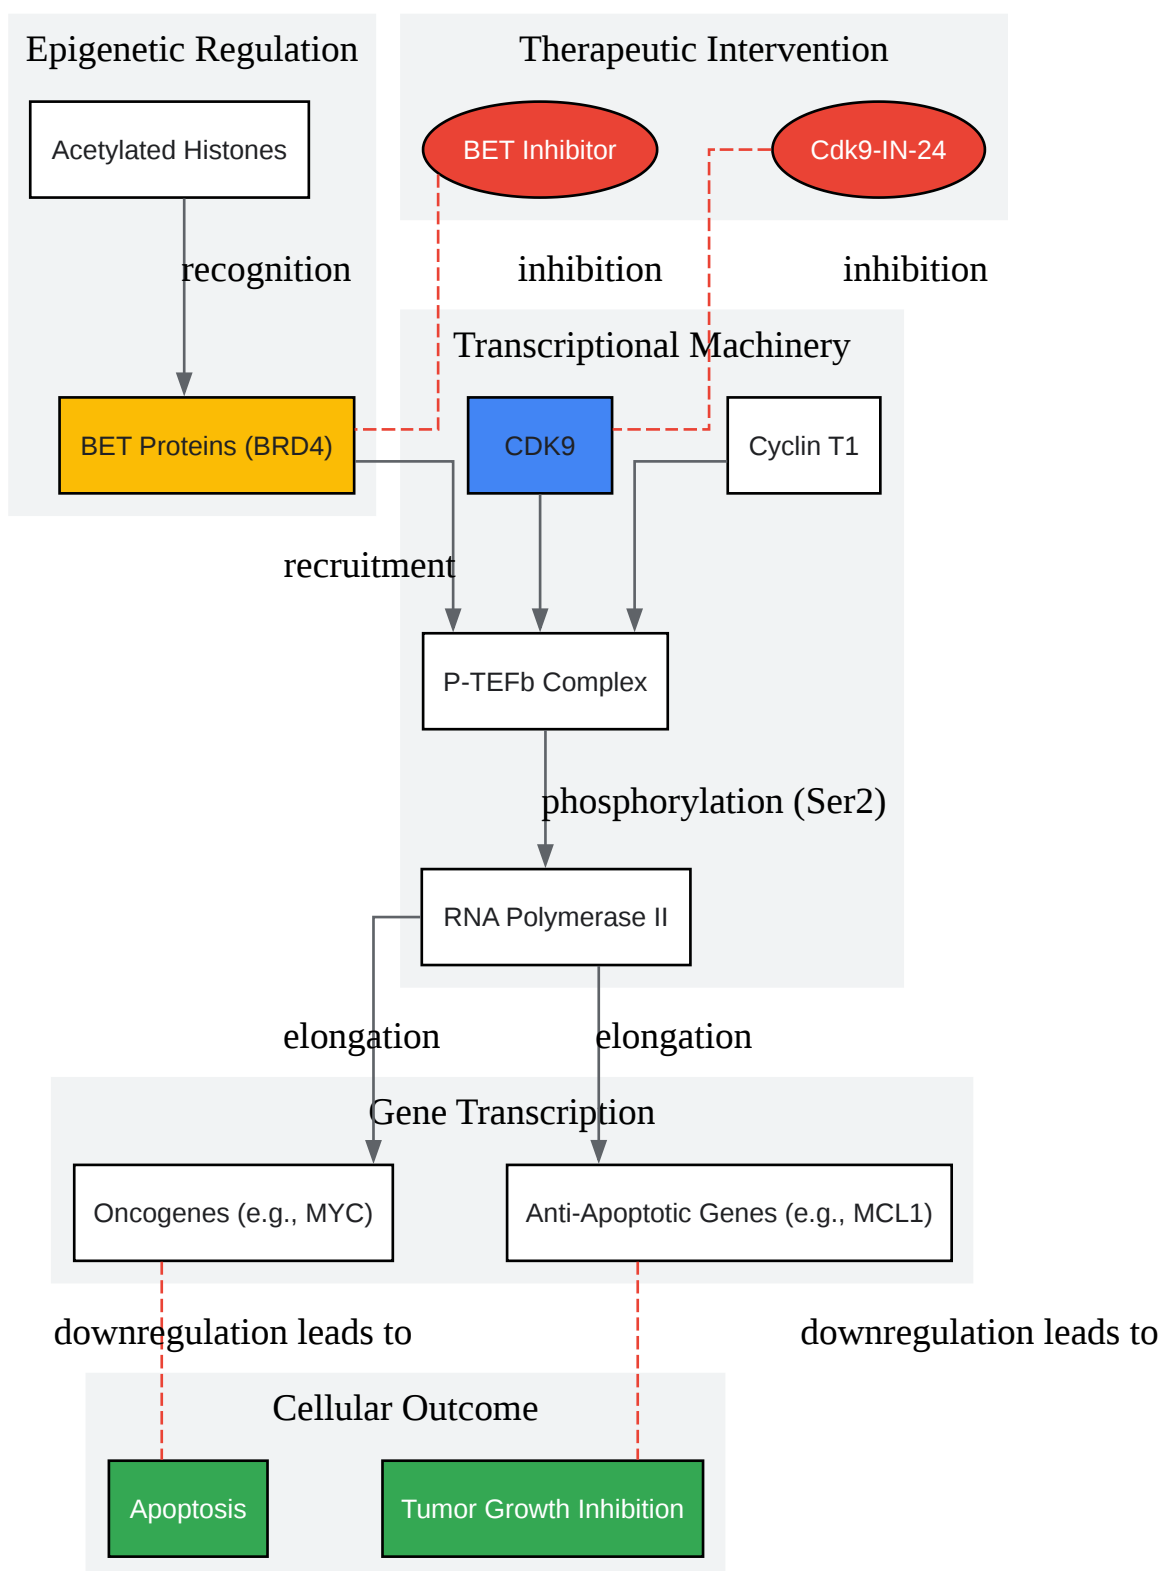 Epigenetic Regulation
Therapeutic Intervention
Acetylated Histones
BET Inhibitor
Cdk9-IN-24
recognition
inhibition
inhibition
Transcriptional Machinery
BET Proteins (BRD4)
CDK9
Cyclin T1
recruitment
P-TEFb Complex
phosphorylation (Ser2)
RNA Polymerase II
elongation
elongation
Gene Transcription
Oncogenes (e.g., MYC)
Anti-Apoptotic Genes (e.g., MCL1)
downregulation leads to
downregulation leads to
Cellular Outcome
Apoptosis
Tumor Growth Inhibition